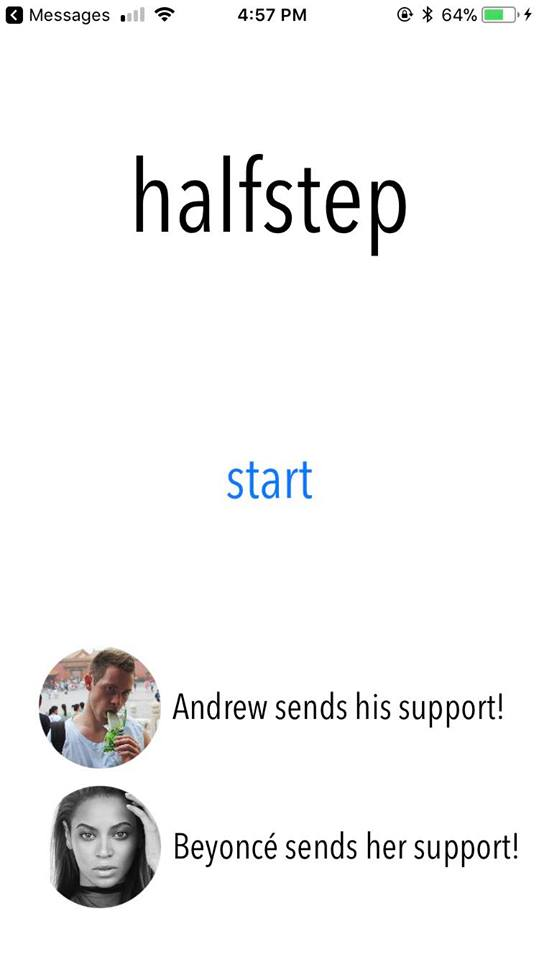 Messages 4:57 PM 64%
halfstep
start
Andrew sends his support!
Beyoncé sends her support!